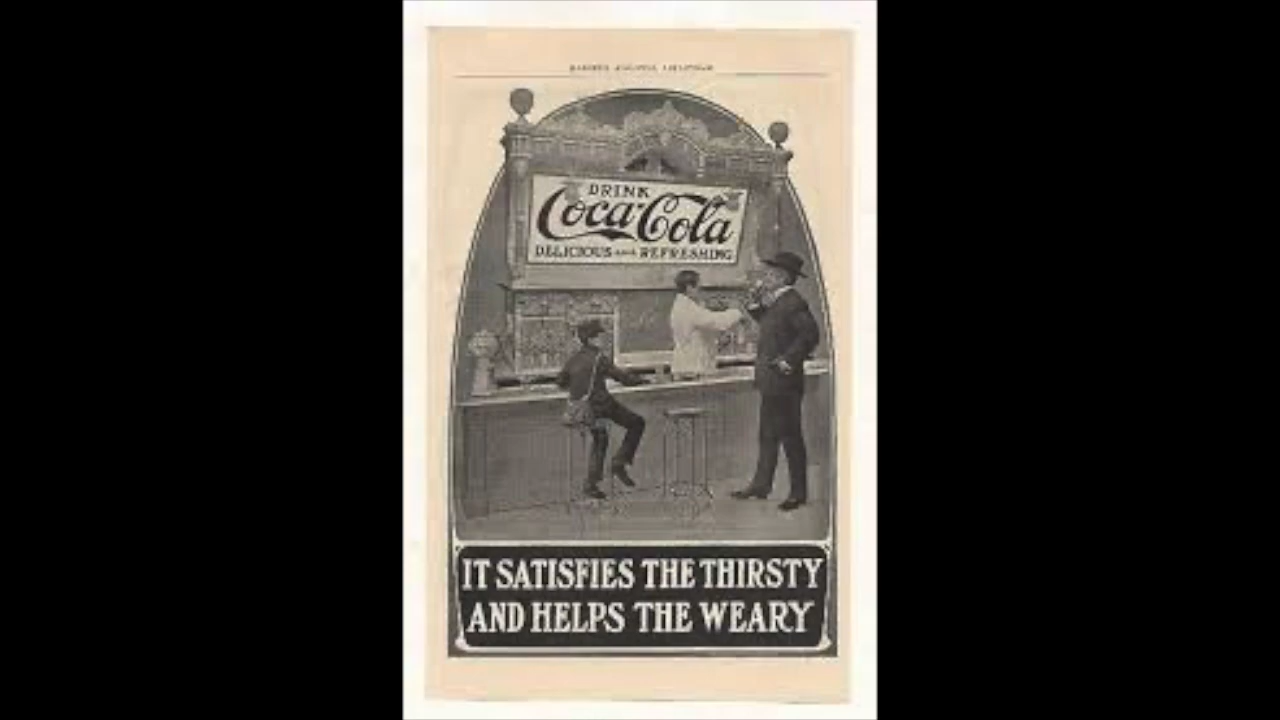 DRINK
Coca-Cola
DELICIOUS AND REFRESHING
IT SATISFIES THE THIRSTY
AND HELPS THE WEARY